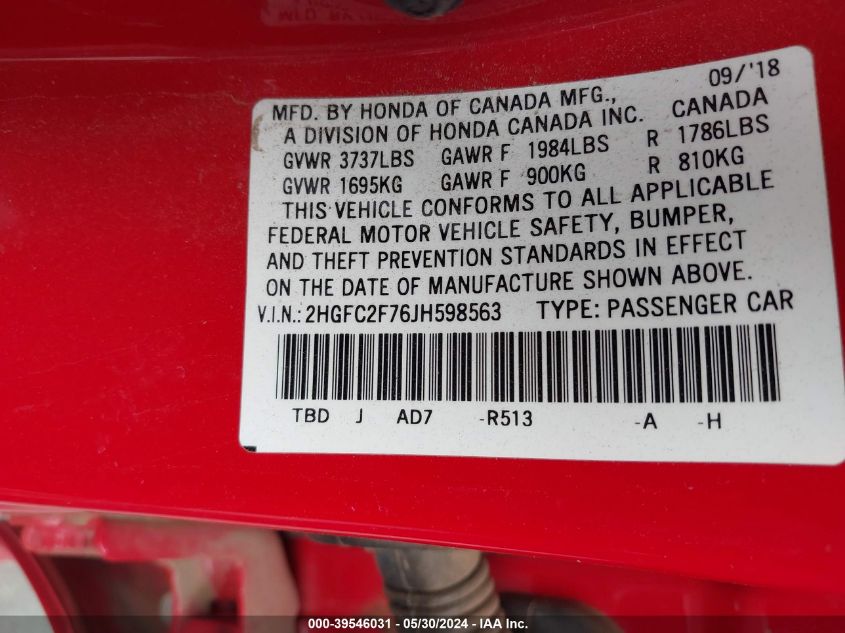 09/'18
MFD. BY HONDA OF CANADA MFG.,
A DIVISION OF HONDA CANADA INC. CANADA
GVWR 3737LBS GAWR F 1984LBS R 1786LBS
GVWR 1695KG GAWR F 900KG R 810KG
THIS VEHICLE CONFORMS TO ALL APPLICABLE
FEDERAL MOTOR VEHICLE SAFETY, BUMPER,
AND THEFT PREVENTION STANDARDS IN EFFECT
ON THE DATE OF MANUFACTURE SHOWN ABOVE.
V.I.N.: 2HGFC2F76JH598563 TYPE: PASSENGER CAR
TBD J AD7 -R513 -A -H
000-39546031 - 05/30/2024 - IAA, Inc.